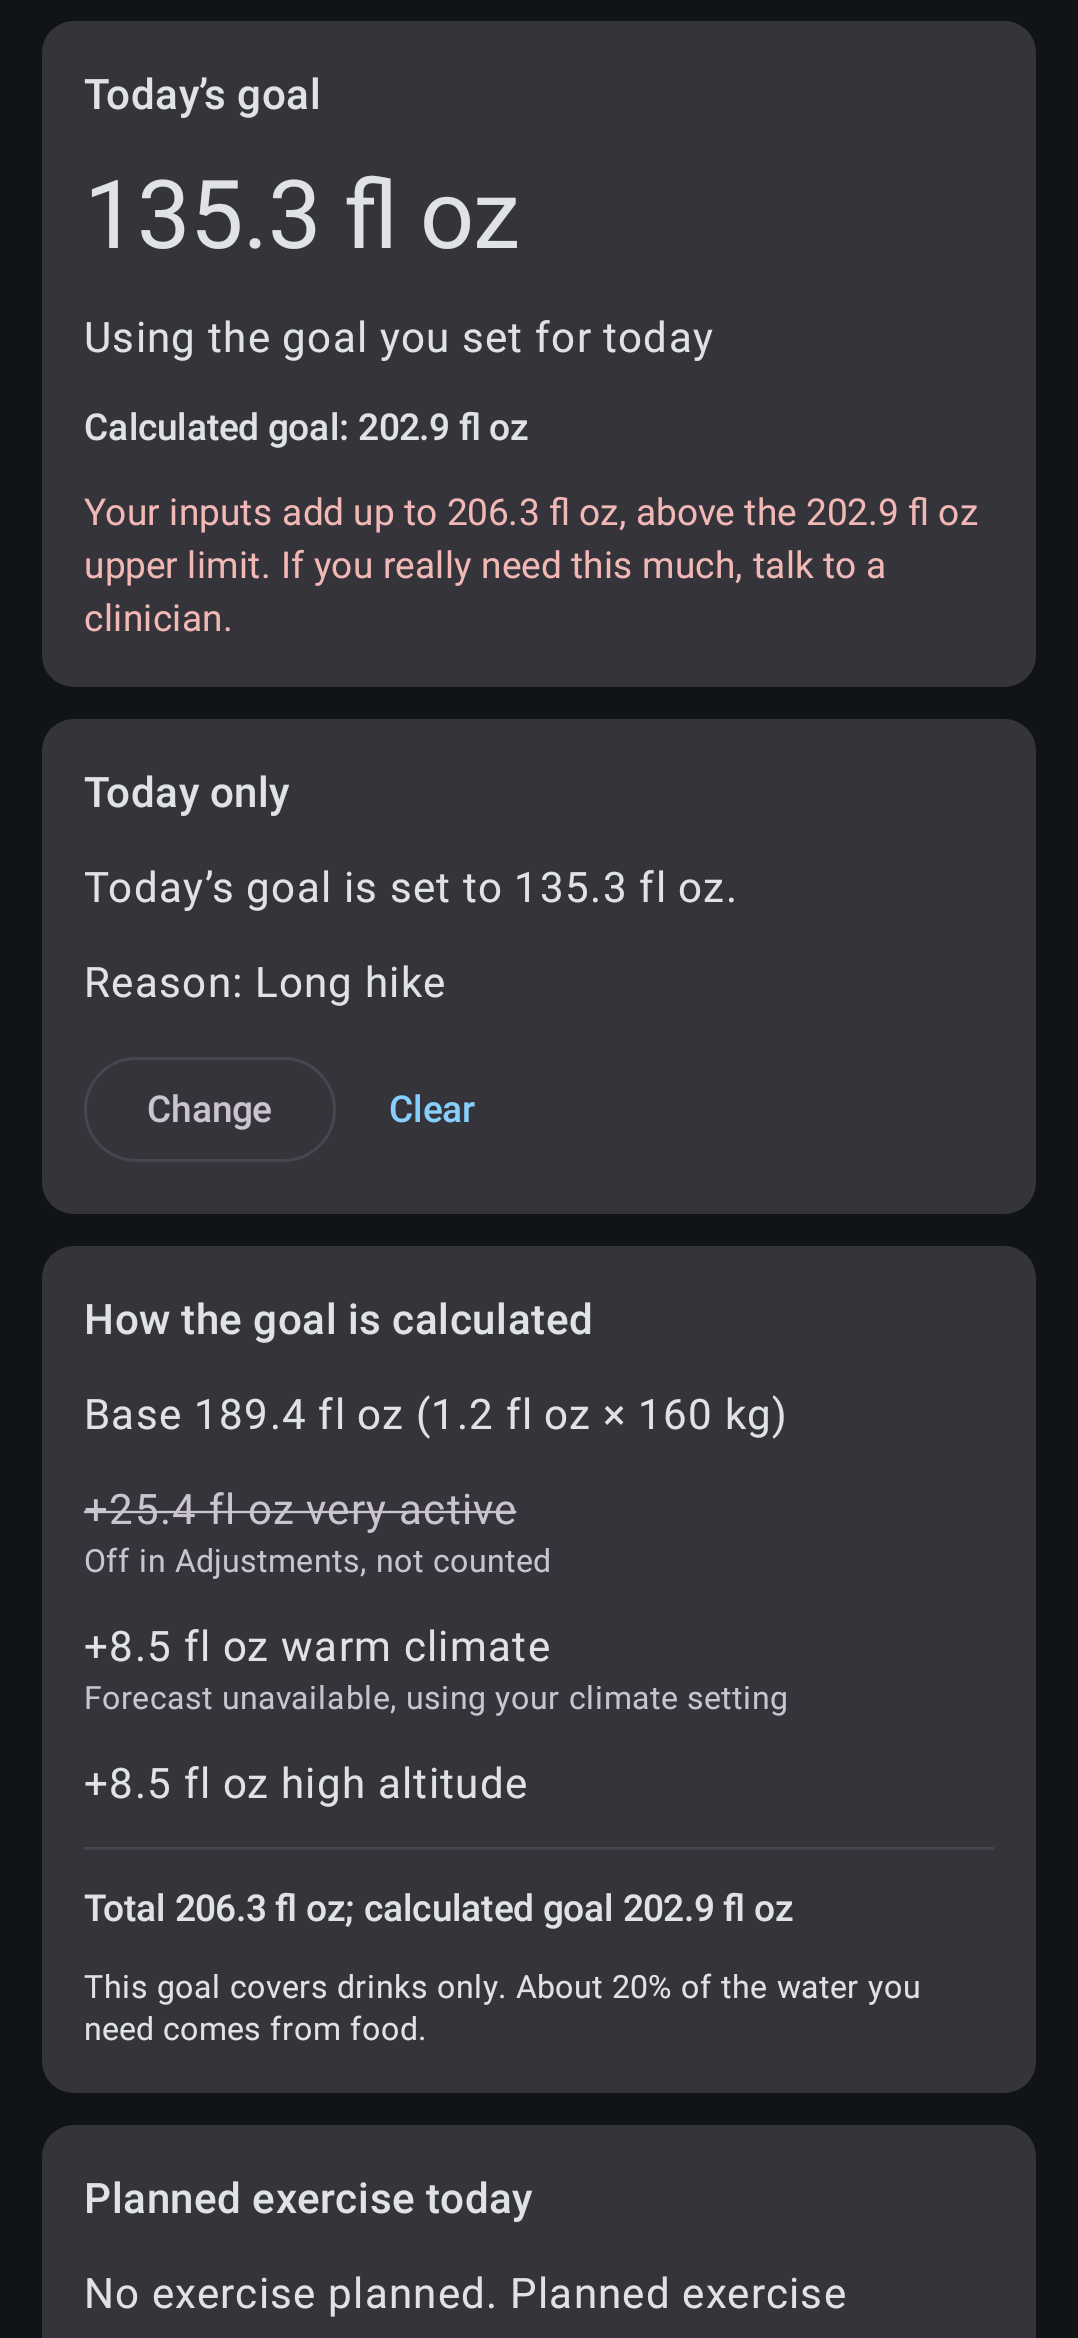 Today’s goal
135.3 fl oz
Using the goal you set for today
Calculated goal: 202.9 fl oz
Your inputs add up to 206.3 fl oz, above the 202.9 fl oz
upper limit. If you really need this much, talk to a
clinician.
Today only
Today’s goal is set to 135.3 fl oz.
Reason: Long hike
Change
Clear
How the goal is calculated
Base 189.4 fl oz (1.2 fl oz × 160 kg)
+25.4 fl oz very active
Off in Adjustments, not counted
+8.5 fl oz warm climate
Forecast unavailable, using your climate setting
+8.5 fl oz high altitude
Total 206.3 fl oz; calculated goal 202.9 fl oz
This goal covers drinks only. About 20% of the water you
need comes from food.
Planned exercise today
No exercise planned. Planned exercise